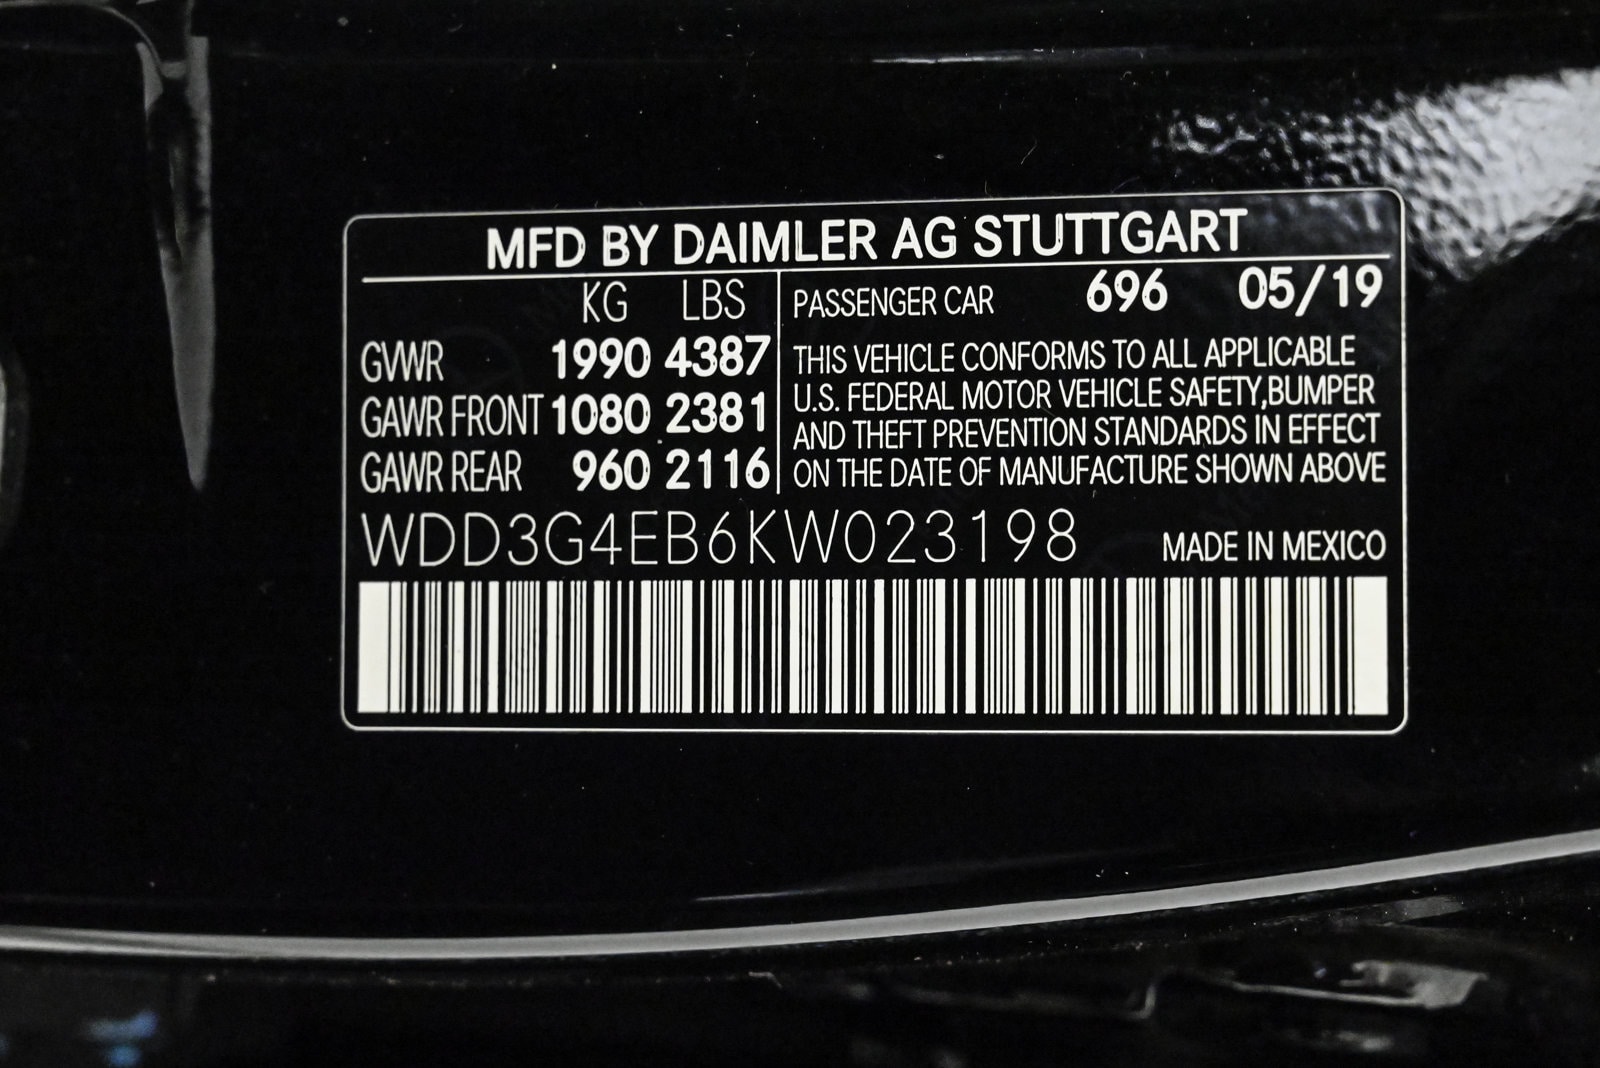 MFD BY DAIMLER AG STUTTGART
KG LBS
GVWR 1990 4387
GAWR FRONT 1080 2381
GAWR REAR 960 2116
PASSENGER CAR 696 05/19
THIS VEHICLE CONFORMS TO ALL APPLICABLE
U.S. FEDERAL MOTOR VEHICLE SAFETY,BUMPER
AND THEFT PREVENTION STANDARDS IN EFFECT
ON THE DATE OF MANUFACTURE SHOWN ABOVE
WDD3G4EB6KW023198 MADE IN MEXICO